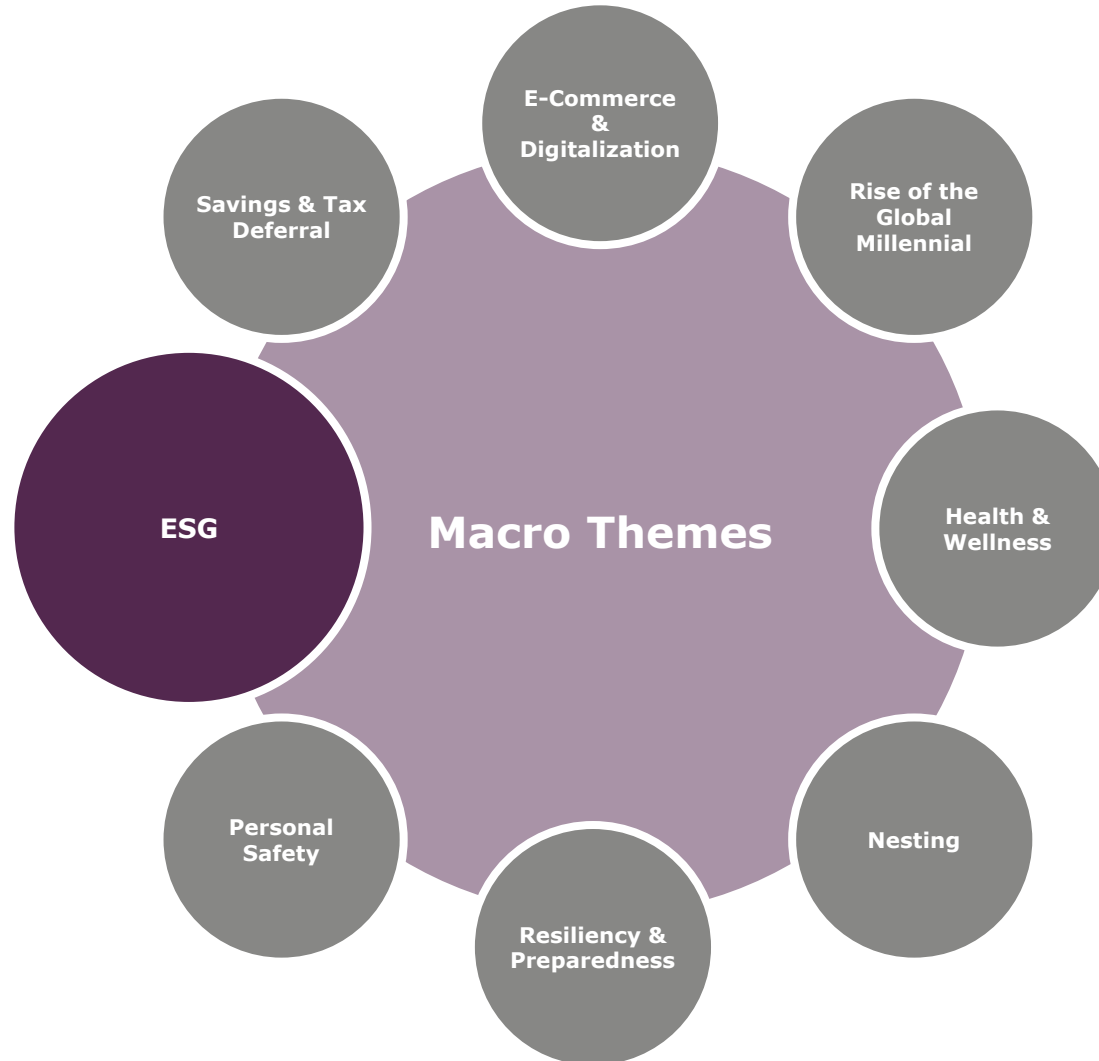 E-Commerce
&
Digitalization
Savings & Tax
Deferral
Rise of the
Global
Millennial
ESG
Macro Themes
Health &
Wellness
Personal
Safety
Nesting
Resiliency &
Preparedness